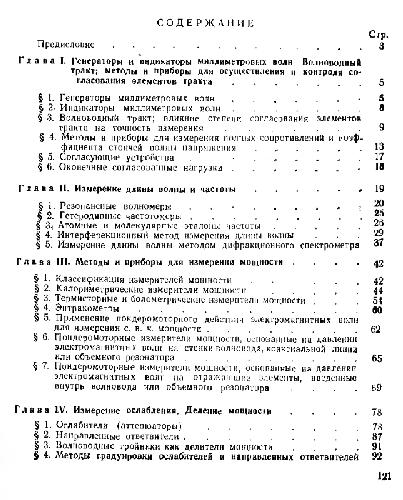 СОДЕРЖАНИЕ
Стр.
Предисловие . . . . . . . . . . 3
Глава I. Генераторы и индикаторы миллиметровых волн. Волноводный
тракт; методы и приборы для осуществления и контроля со-
гласования элементов тракта . . . . . . 5
§ 1. Генераторы миллиметровых волн . . . . . 5
§ 2. Индикаторы миллиметровых волн . . . . . 8
§ 3. Волноводный тракт; влияние степени согласования элементов
тракта на точность измерения . . . . . 9
§ 4. Методы и приборы для измерения полных сопротивлений и коэф-
фициента стоячей волны напряжения . . . . . 13
§ 5. Согласующие устройства . . . . . . 17
§ 6. Оконечные согласованные нагрузки . . . . . 18
Глава II. Измерение длины волны и частоты . . . . . 19
§ 1. Резонансные волномеры . . . . . . 20
§ 2. Гетеродинные частотомеры . . . . . . 25
§ 3. Атомные и молекулярные эталоны частоты . . . . 26
§ 4. Интерференционный метод измерения длины волны . . . 29
§ 5. Измерение длины волны методом дифракционного спектрометра 37
Глава III. Методы и приборы для измерения мощности . . . . 42
§ 1. Классификация измерителей мощности . . . . . 42
§ 2. Калориметрические измерители мощности . . . . . 44
§ 3. Термисторные и болометрические измерители мощности . . . 54
§ 4. Энтракометры . . . . . . . . 60
§ 5. Применение пондеромоторного действия электромагнитных волн
для измерения с. в. ч. мощности . . . . . . 62
§ 6. Пондеромоторные измерители мощности, основанные на давлении
электромагнитных волн на стенки волновода, коаксиальной линии
или объемного резонатора . . . . . . 65
§ 7. Пондеромоторные измерители мощности, основанные на давлении
электромагнитных волн на отражающие элементы, введенные
внутрь волновода или объемного резонатора . . . . 69
Глава IV. Измерение ослабления. Деление мощности . . . . 78
§ 1. Ослабители (аттенюаторы) . . . . . . 78
§ 2. Направленные ответвители . . . . . . 87
§ 3. Волноводные тройники как делители мощности . . . . 91
§ 4. Методы градуировки ослабителей и направленных ответвителей 92
121